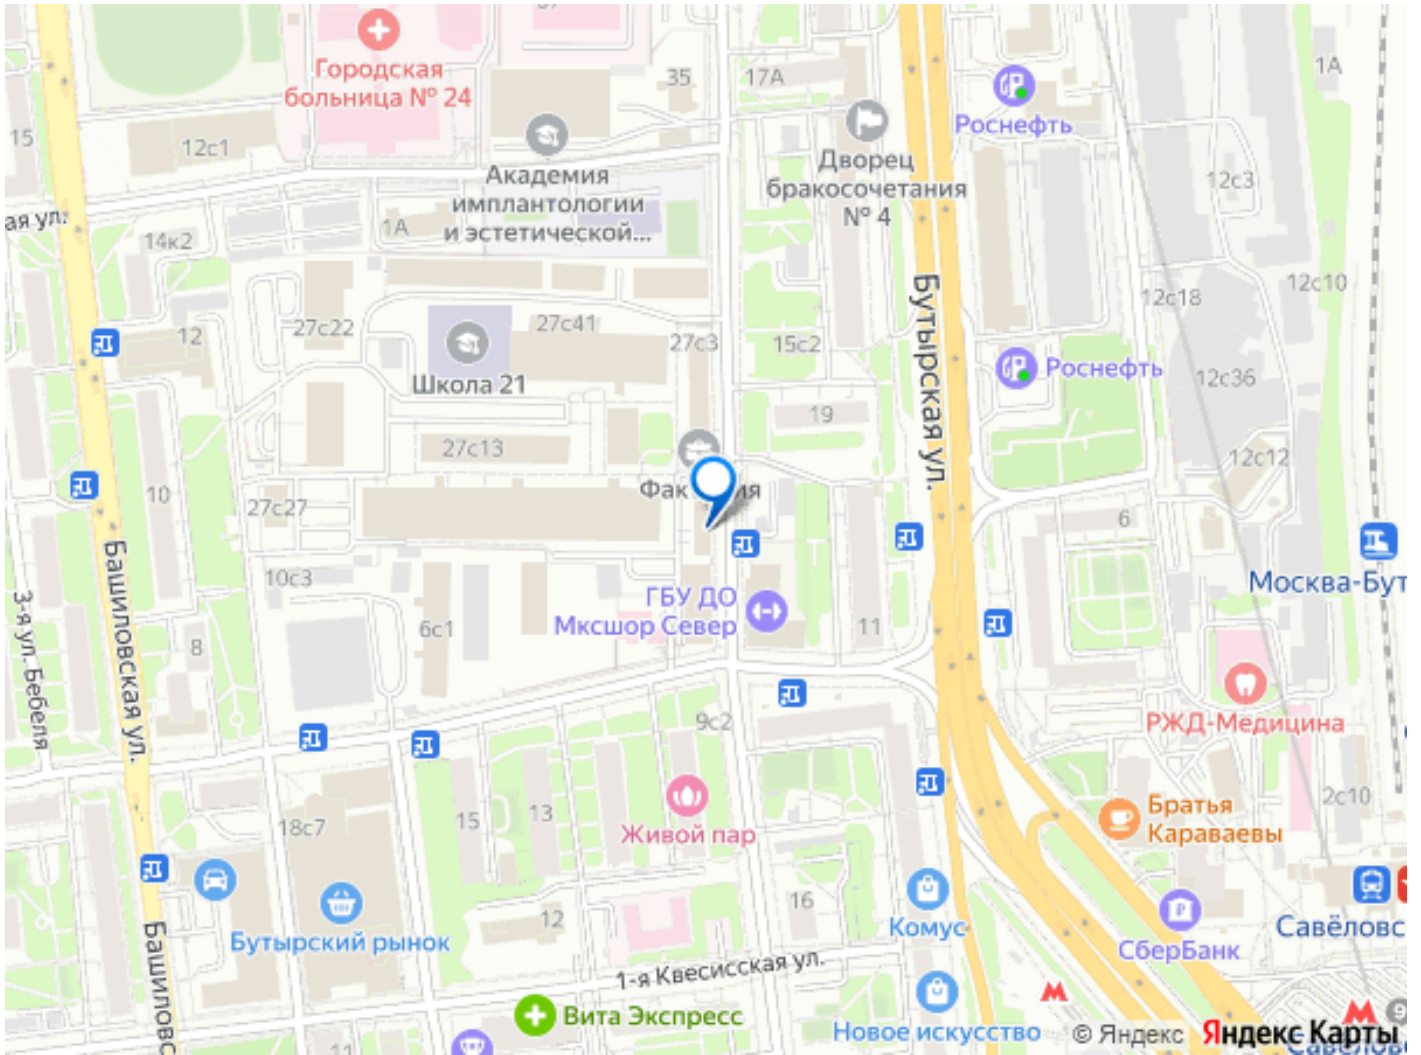 37
Городская
больница № 24
35
17А
1А
Роснефть
15
12с1
Академия
имплантологии
и эстетической...
Дворец
бракосочетания
№ 4
12с3
ая ул.
14к2
1А
Бутырская ул.
12с18
12с10
12
27с22
27с41
27с3
15с2
Школа 21
Роснефть
12с36
19
27с13
12с12
10
27с27
6
Башиловская ул.
3-я ул. Бебеля
10с3
Москва-Бут
ГБУ ДО
Мксшор Север
6с1
11
8
9с2
РЖД-Медицина
18с7
15
13
Живой пар
Братья
Караваевы
2с10
12
16
Комус
Бутырский рынок
СберБанк
Савёловс
Башиловс
1-я Квесисская ул.
Вита Экспресс
Новое искусство
© Яндекс
Яндекс Карты
11
9